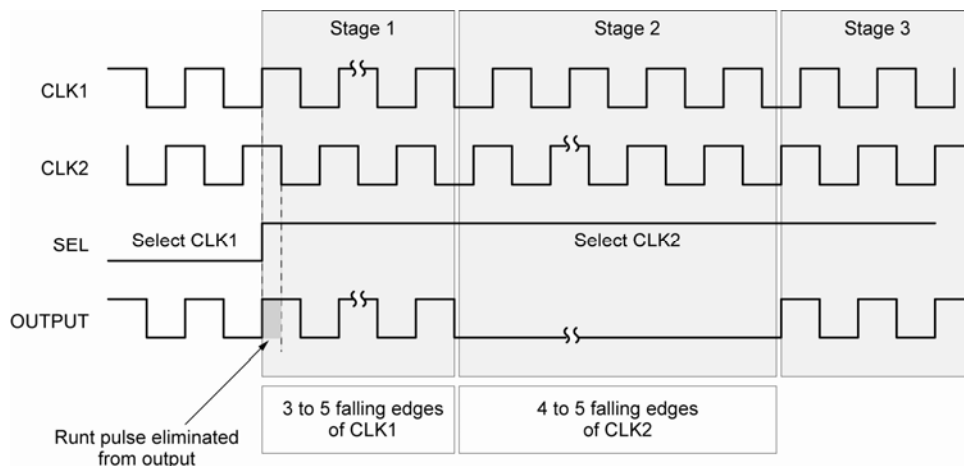 Stage 1
Stage 2
Stage 3
CLK1
CLK2
SEL
Select CLK1
Select CLK2
OUTPUT
3 to 5 falling edges
of CLK1
4 to 5 falling edges
of CLK2
Runt pulse eliminated
from output